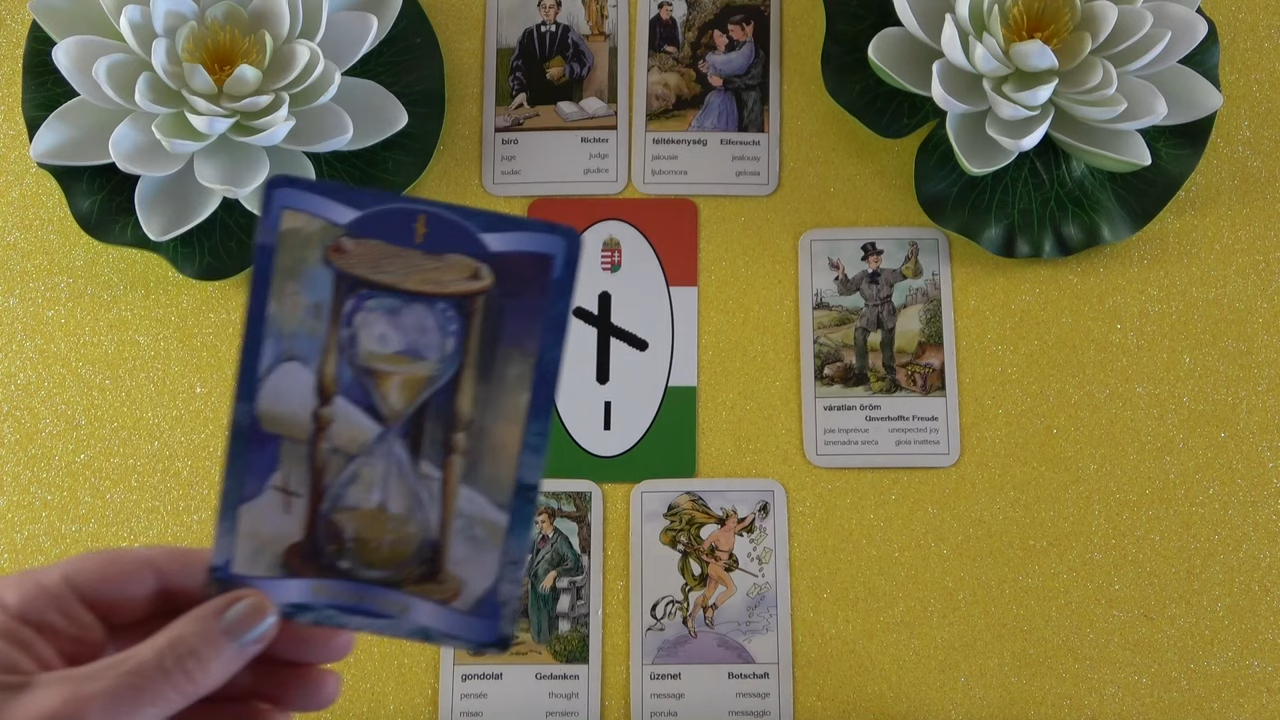 bíró Richter
juge judge
sudac giudice
féltékenység Eifersucht
jalousie jealousy
ljubomora gelosia
váratlan öröm
Unverhoffte Freude
joie imprévue unexpected joy
iznenadna sreća gioia inattesa
gondolat Gedanken
pensée thought
misao pensiero
üzenet Botschaft
message message
poruka messaggio